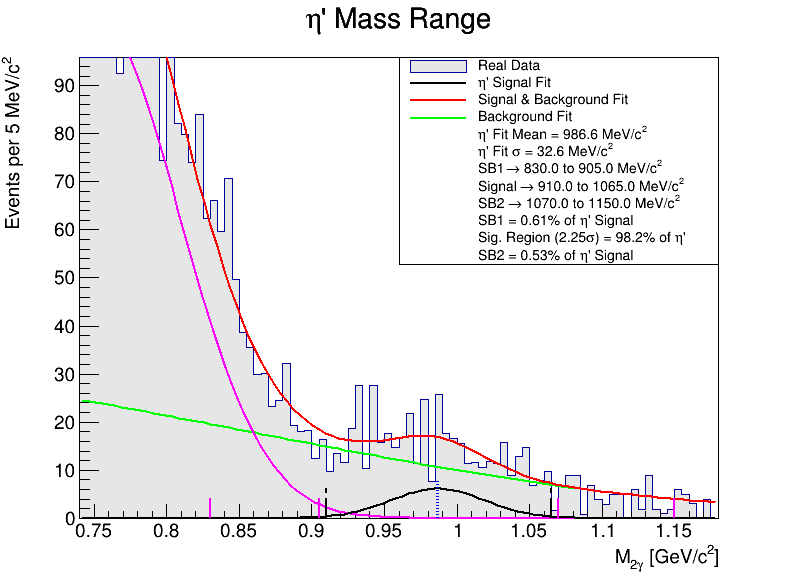 η' Mass Range
Events per 5 MeV/c²
90
80
70
60
50
40
30
20
10
0
Real Data
η' Signal Fit
Signal & Background Fit
Background Fit
η' Fit Mean = 986.6 MeV/c²
η' Fit σ = 32.6 MeV/c²
SB1 → 830.0 to 905.0 MeV/c²
Signal → 910.0 to 1065.0 MeV/c²
SB2 → 1070.0 to 1150.0 MeV/c²
SB1 = 0.61% of η' Signal
Sig. Region (2.25σ) = 98.2% of η'
SB2 = 0.53% of η' Signal
0.75 0.8 0.85 0.9 0.95 1 1.05 1.1 1.15
M₂γ [GeV/c²]